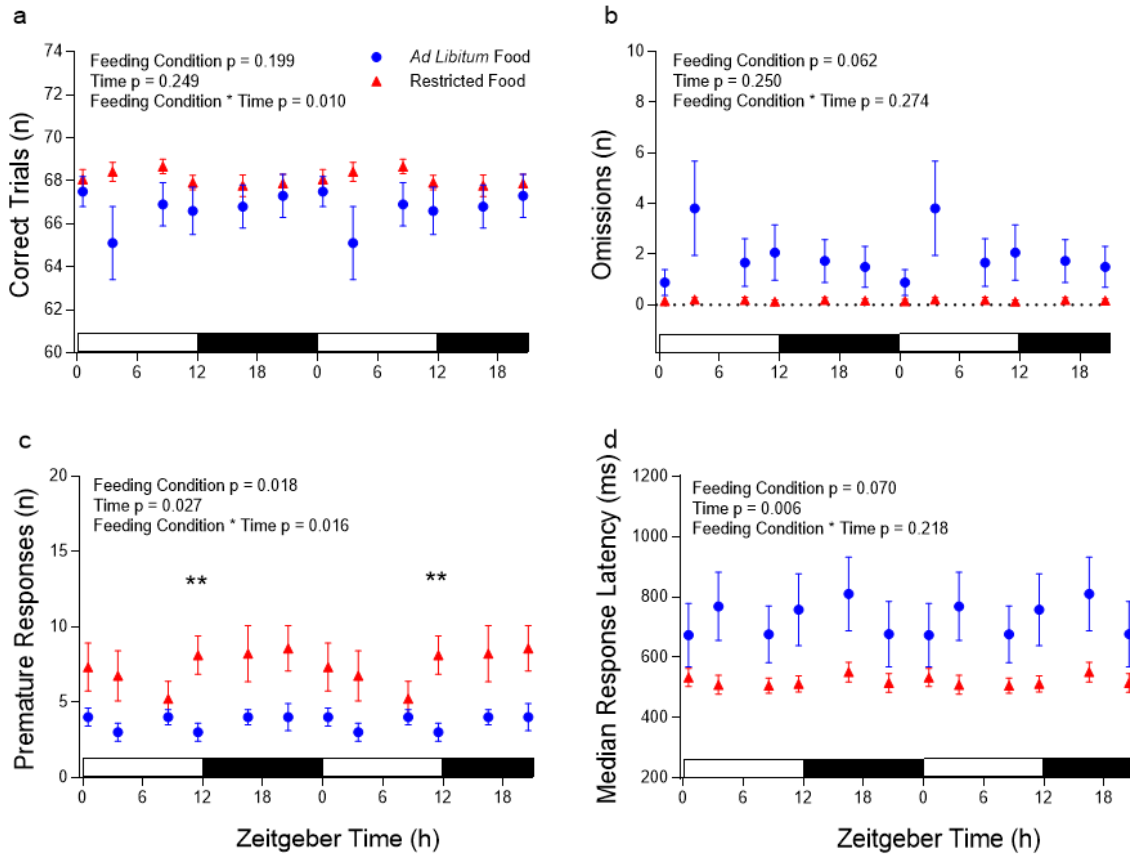 a
Feeding Condition p = 0.199
Time p = 0.249
Feeding Condition * Time p = 0.010
Ad Libitum Food
Restricted Food
Correct Trials (n)
74
72
70
68
66
64
62
60
0 6 12 18 0 6 12 18
b
Feeding Condition p = 0.062
Time p = 0.250
Feeding Condition * Time p = 0.274
Omissions (n)
10
8
6
4
2
0
0 6 12 18 0 6 12 18
c
Feeding Condition p = 0.018
Time p = 0.027
Feeding Condition * Time p = 0.016
** **
Premature Responses (n)
20
15
10
5
0
0 6 12 18 0 6 12 18
Zeitgeber Time (h)
d
Feeding Condition p = 0.070
Time p = 0.006
Feeding Condition * Time p = 0.218
Median Response Latency (ms)
1200
1000
800
600
400
200
0 6 12 18 0 6 12 18
Zeitgeber Time (h)